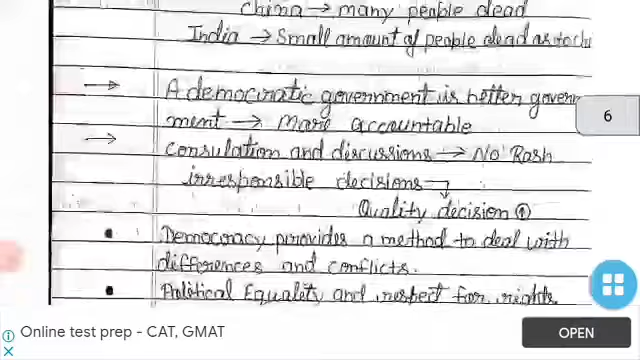 China → many people dead
India → Small amount of people dead as to
→ A democratic government is better govern
ment → More accountable
→ consulation and discussions → No Rash
irresponsible decisions →
Quality decision ↑
• Democracy provides a method to deal with
differences and conflicts.
• Political Equality and respect for rights
6
Online test prep - CAT, GMAT
OPEN